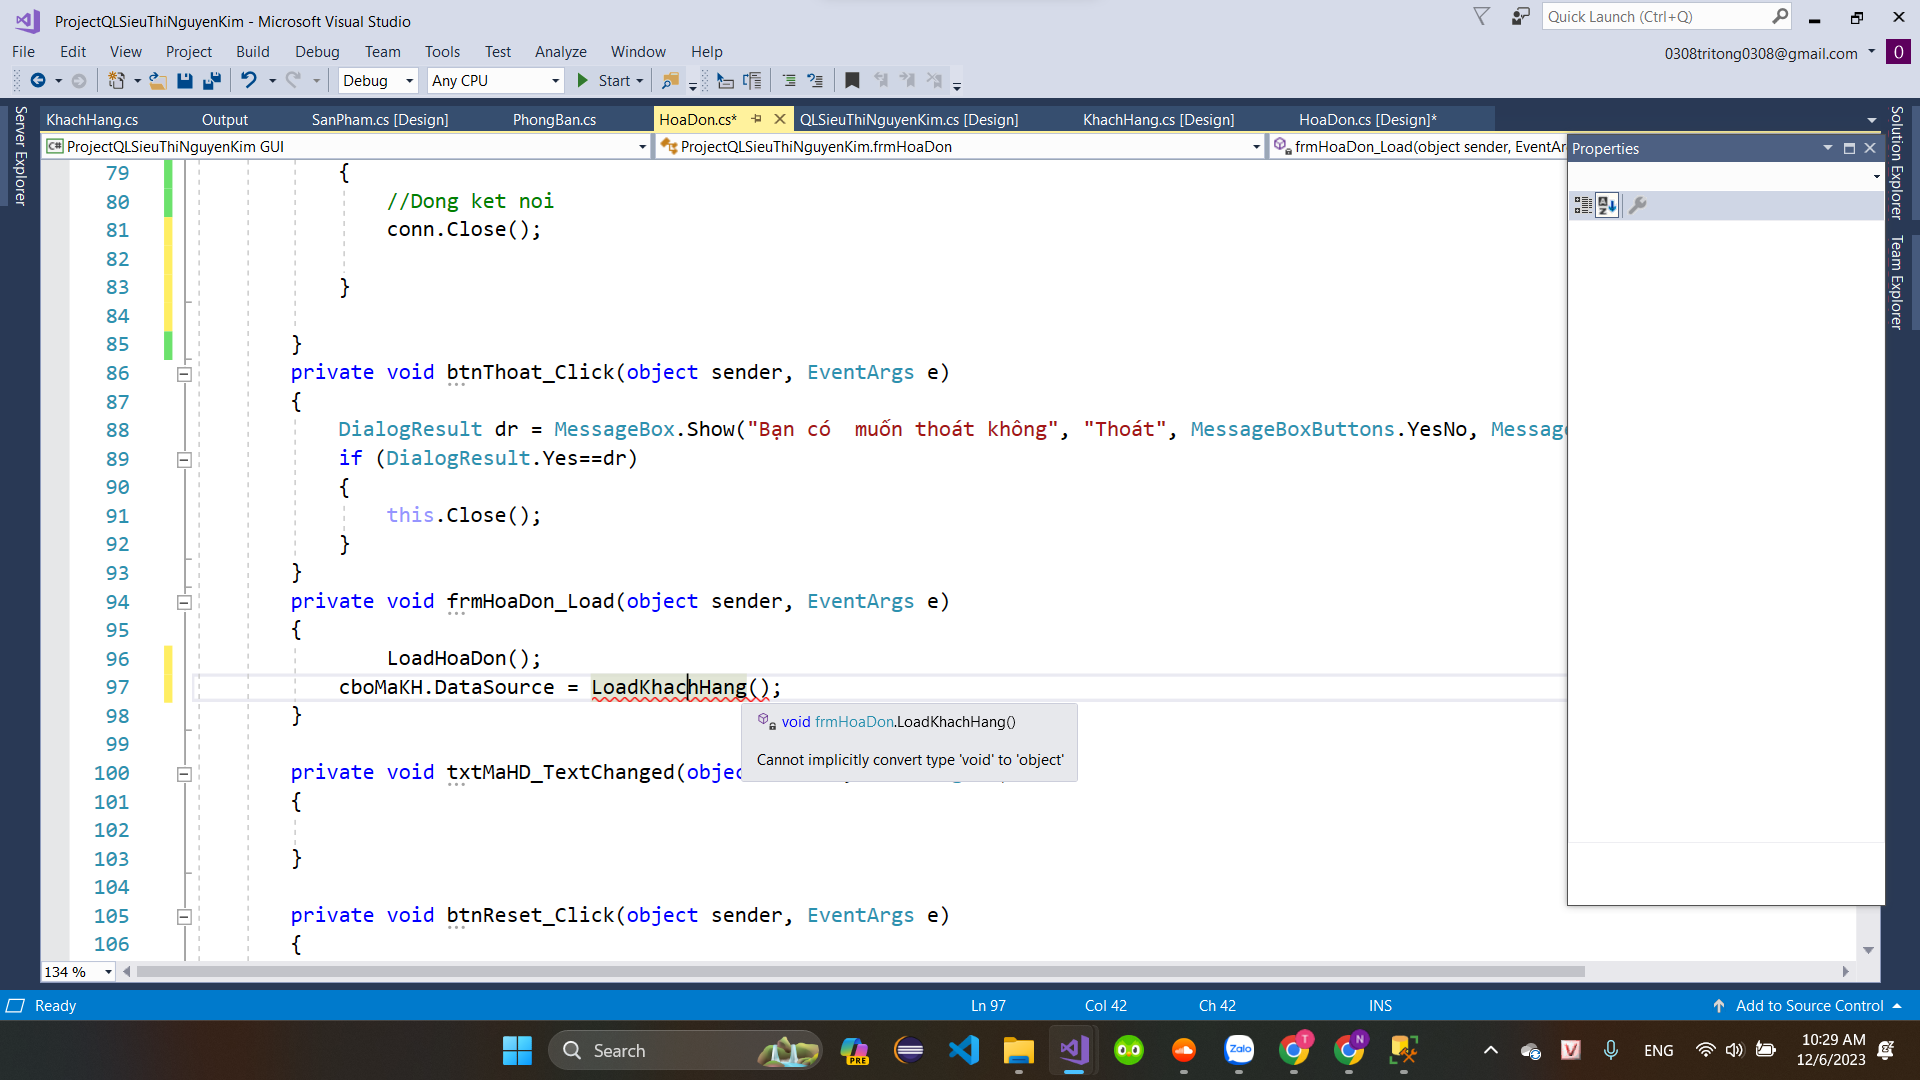 ProjectQLSieuThiNguyenKim - Microsoft Visual Studio
Quick Launch (Ctrl+Q)
File Edit View Project Build Debug Team Tools Test Analyze Window Help
0308tritong0308@gmail.com
0
Debug Any CPU Start
Server Explorer
KhachHang.cs Output SanPham.cs [Design] PhongBan.cs HoaDon.cs* QLSieuThiNguyenKim.cs [Design] KhachHang.cs [Design] HoaDon.cs [Design]*
ProjectQLSieuThiNguyenKim GUI ProjectQLSieuThiNguyenKim.frmHoaDon frmHoaDon_Load(object sender, EventAr
Properties
Solution Explorer
Team Explorer
79 {
80 //Dong ket noi
81 conn.Close();
82
83 }
84
85 }
86 private void btnThoat_Click(object sender, EventArgs e)
87 {
88 DialogResult dr = MessageBox.Show("Bạn có  muốn thoát không", "Thoát", MessageBoxButtons.YesNo, Message
89 if (DialogResult.Yes==dr)
90 {
91 this.Close();
92 }
93 }
94 private void frmHoaDon_Load(object sender, EventArgs e)
95 {
96 LoadHoaDon();
97 cboMaKH.DataSource = LoadKhachHang();
98 }
void frmHoaDon.LoadKhachHang()
99
Cannot implicitly convert type 'void' to 'object'
100 private void txtMaHD_TextChanged(objec
101 {
102
103 }
104
105 private void btnReset_Click(object sender, EventArgs e)
106 {
134 %
Ready Ln 97 Col 42 Ch 42 INS Add to Source Control
Search
PRE
Zalo
T
N
V
ENG
10:29 AM
12/6/2023